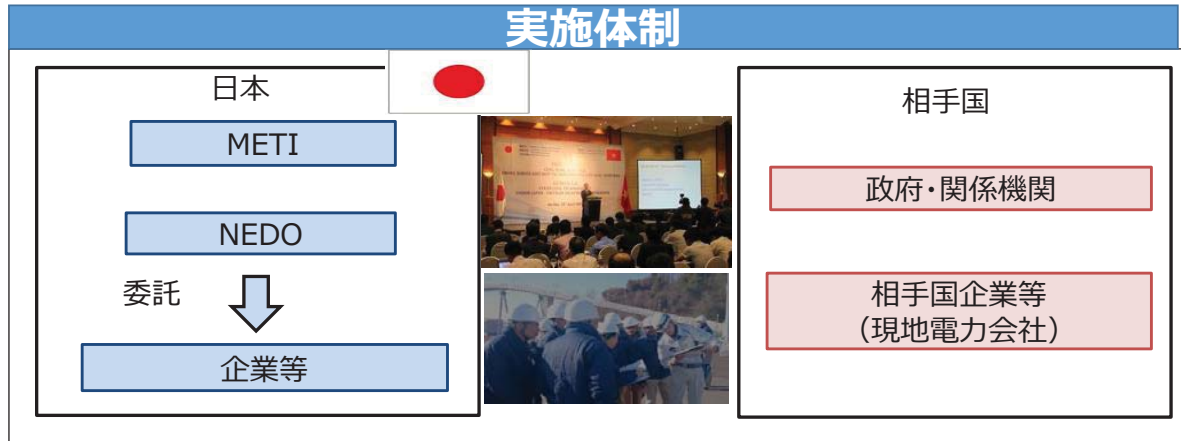 実施体制
日本
METI
NEDO
委託
企業等
相手国
政府・関係機関
相手国企業等
（現地電力会社）